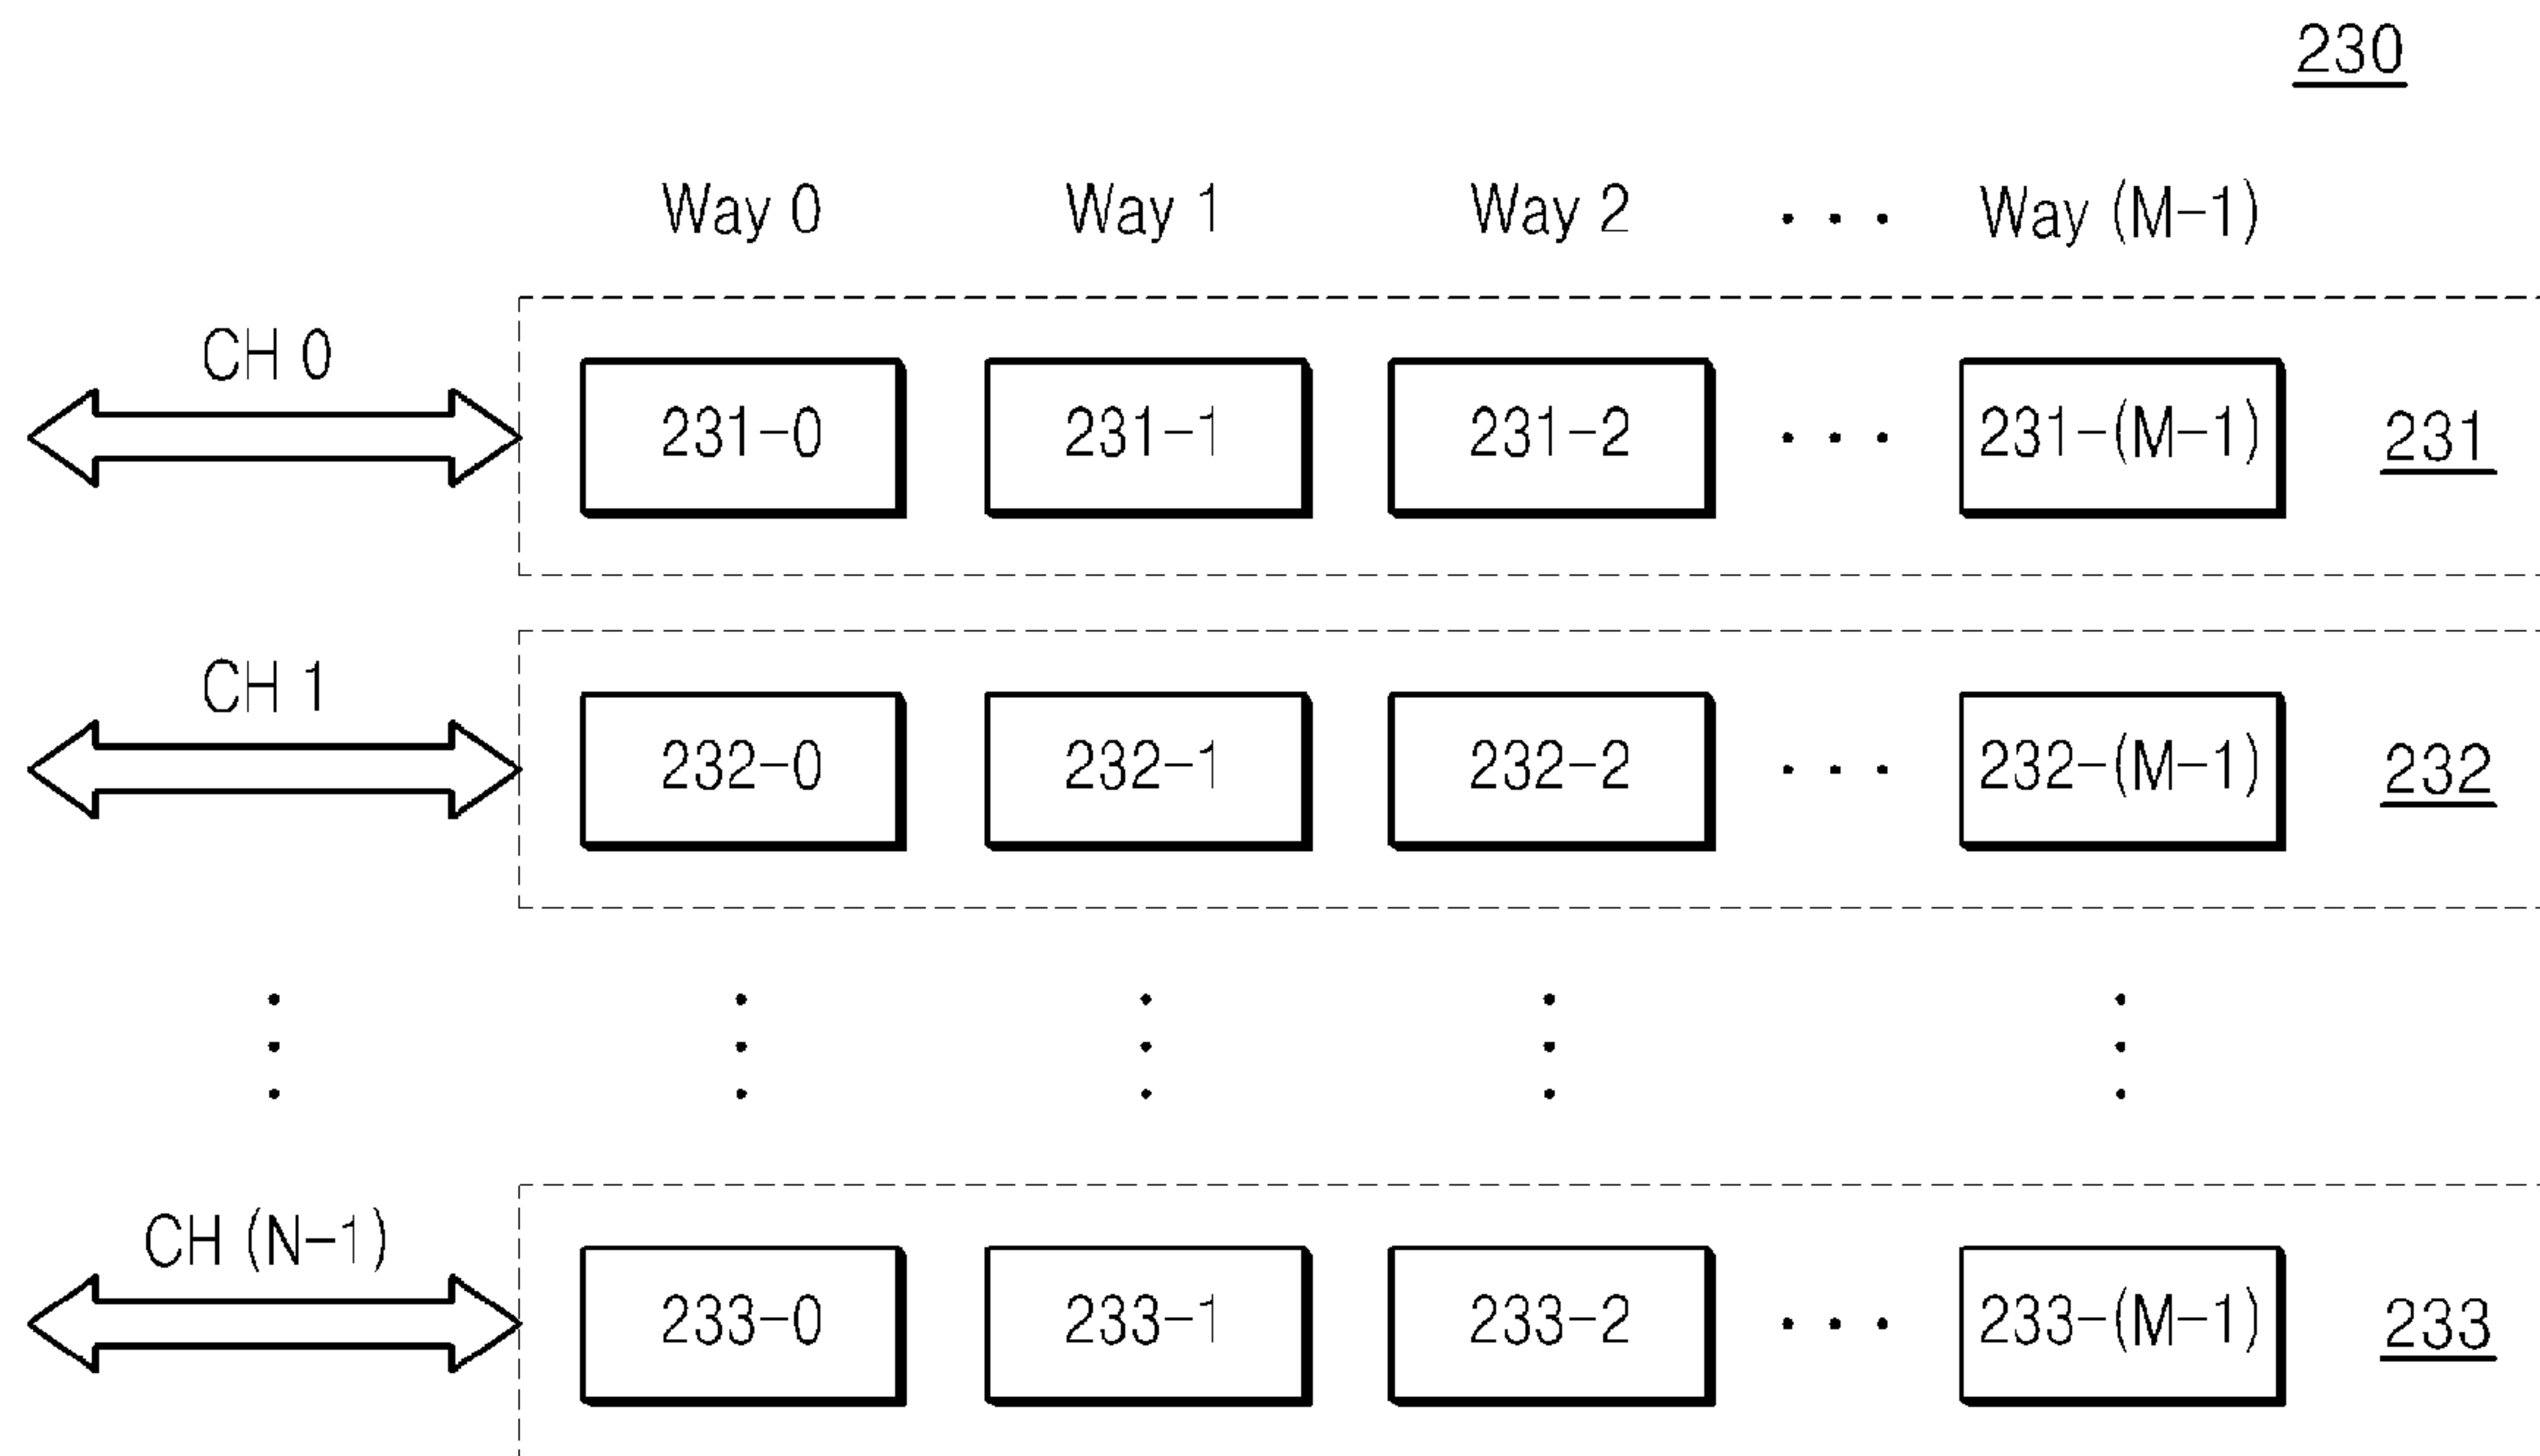 230
Way 0 Way 1 Way 2 · · · Way (M-1)
CH 0
231-0 231-1 231-2 · · · 231-(M-1) 231
CH 1
232-0 232-1 232-2 · · · 232-(M-1) 232
CH (N-1)
233-0 233-1 233-2 · · · 233-(M-1) 233